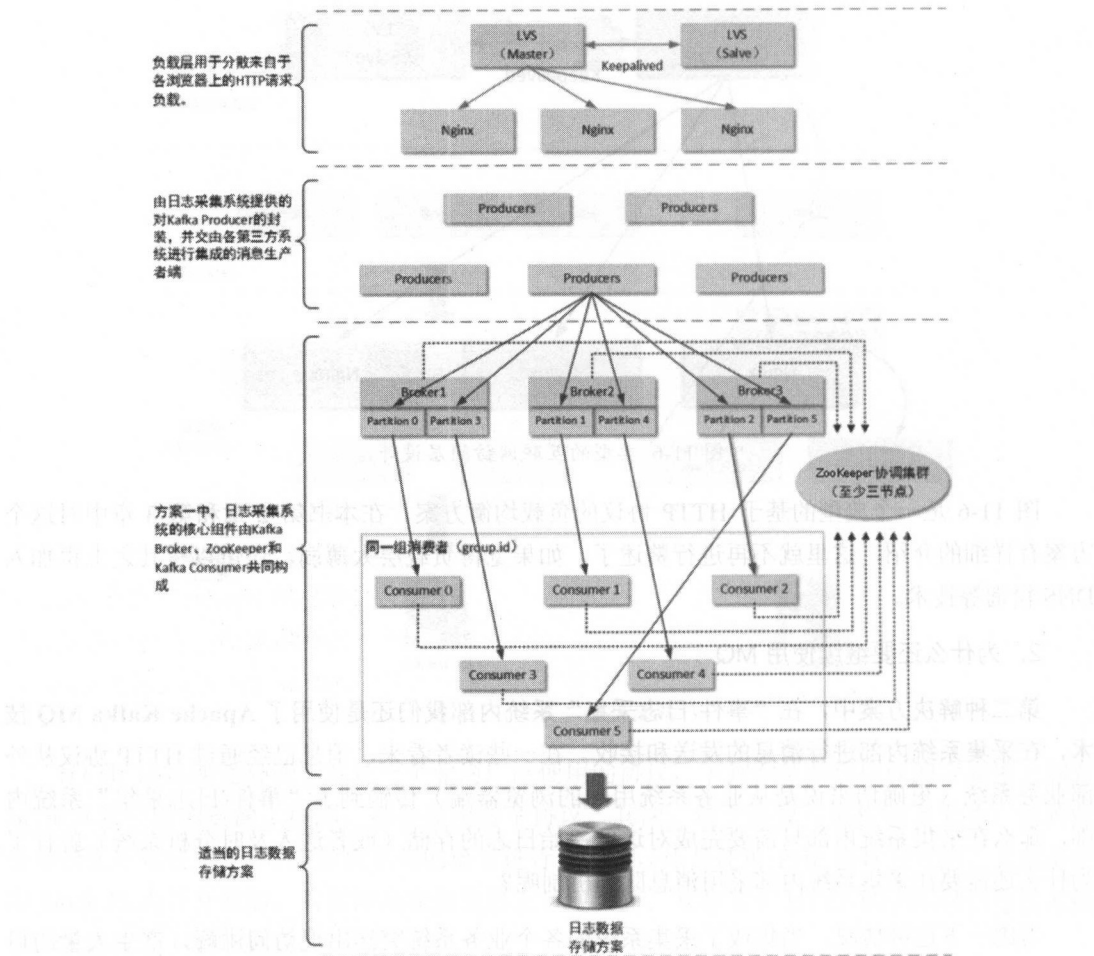 负载层用于分散来自于
各浏览器上的HTTP请求
负载。
LVS
（Master）
LVS
（Salve）
Keepalived
Nginx
Nginx
Nginx
由日志采集系统提供的
对Kafka Producer的封
装，并交由各第三方系
统进行集成的消息生产
者端
Producers
Producers
Producers
Producers
Producers
方案一中，日志采集系
统的核心组件由Kafka
Broker、ZooKeeper和
Kafka Consumer共同构
成
Broker1
Partition 0
Partition 3
Broker2
Partition 1
Partition 4
Broker3
Partition 2
Partition 5
ZooKeeper 协调集群
（至少三节点）
同一组消费者（group.id）
Consumer 0
Consumer 1
Consumer 2
Consumer 3
Consumer 4
Consumer 5
适当的日志数据
存储方案
日志数据
存储方案